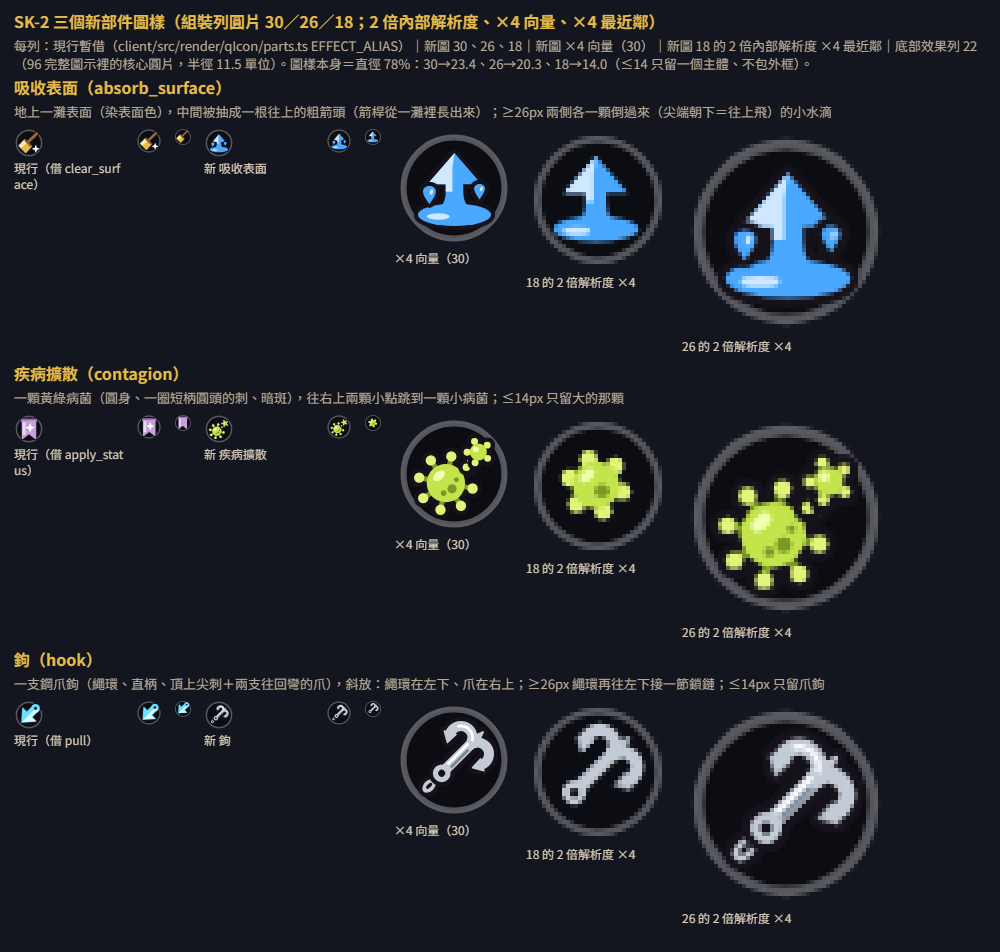 SK-2 三個新部件圖樣（組裝列圓片 30／26／18；2 倍內部解析度、×4 向量、×4 最近鄰）
每列：現行暫借（client/src/render/qIcon/parts.ts EFFECT_ALIAS）｜新圖 30、26、18｜新圖 ×4 向量（30）｜新圖 18 的 2 倍內部解析度 ×4 最近鄰｜底部效果列 22
（96 完整圖示裡的核心圓片，半徑 11.5 單位）。圖樣本身＝直徑 78%：30→23.4、26→20.3、18→14.0（≤14 只留一個主體、不包外框）。
吸收表面（absorb_surface）
地上一灘表面（染表面色），中間被抽成一根往上的粗箭頭（箭桿從一灘裡長出來）；≥26px 兩側各一顆倒過來（尖端朝下＝往上飛）的小水滴
現行（借 clear_surf
ace）
新 吸收表面
×4 向量（30）
18 的 2 倍解析度 ×4
26 的 2 倍解析度 ×4
疾病擴散（contagion）
一顆黃綠病菌（圓身、一圈短柄圓頭的刺、暗斑），往右上兩顆小點跳到一顆小病菌；≤14px 只留大的那顆
現行（借 apply_stat
us）
新 疾病擴散
×4 向量（30）
18 的 2 倍解析度 ×4
26 的 2 倍解析度 ×4
鉤（hook）
一支鋼爪鉤（繩環、直柄、頂上尖刺＋兩支往回彎的爪），斜放：繩環在左下、爪在右上；≥26px 繩環再往左下接一節鎖鏈；≤14px 只留爪鉤
現行（借 pull）
新 鉤
×4 向量（30）
18 的 2 倍解析度 ×4
26 的 2 倍解析度 ×4